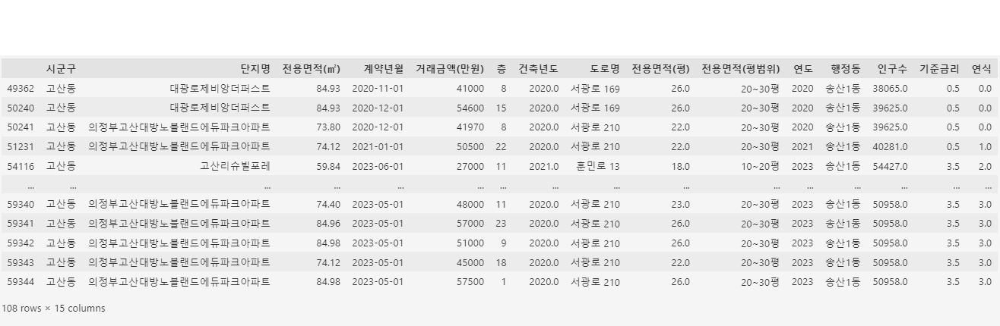 시군구 단지명 전용면적(㎡) 계약년월 거래금액(만원) 층 건축년도 도로명 전용면적(평) 전용면적(평범위) 연도 행정동 인구수 기준금리 연식
49362 고산동 대광로제비앙더퍼스트 84.93 2020-11-01 41000 8 2020.0 서광로 169 26.0 20~30평 2020 송산1동 38065.0 0.5 0.0
50240 고산동 대광로제비앙더퍼스트 84.93 2020-12-01 54600 15 2020.0 서광로 169 26.0 20~30평 2020 송산1동 39625.0 0.5 0.0
50241 고산동 의정부고산대방노블랜드에듀파크아파트 73.80 2020-12-01 41970 8 2020.0 서광로 210 22.0 20~30평 2020 송산1동 39625.0 0.5 0.0
51231 고산동 의정부고산대방노블랜드에듀파크아파트 74.12 2021-01-01 50500 22 2020.0 서광로 210 22.0 20~30평 2021 송산1동 40281.0 0.5 1.0
54116 고산동 고산리슈빌포레 59.84 2023-06-01 27000 11 2021.0 훈민로 13 18.0 10~20평 2023 송산1동 54427.0 3.5 2.0
... ... ... ... ... ... ... ... ... ... ... ... ... ... ... ...
59340 고산동 의정부고산대방노블랜드에듀파크아파트 74.40 2023-05-01 48000 11 2020.0 서광로 210 23.0 20~30평 2023 송산1동 50958.0 3.5 3.0
59341 고산동 의정부고산대방노블랜드에듀파크아파트 84.96 2023-05-01 57000 23 2020.0 서광로 210 26.0 20~30평 2023 송산1동 50958.0 3.5 3.0
59342 고산동 의정부고산대방노블랜드에듀파크아파트 84.98 2023-05-01 51000 9 2020.0 서광로 210 26.0 20~30평 2023 송산1동 50958.0 3.5 3.0
59343 고산동 의정부고산대방노블랜드에듀파크아파트 74.12 2023-05-01 45000 18 2020.0 서광로 210 22.0 20~30평 2023 송산1동 50958.0 3.5 3.0
59344 고산동 의정부고산대방노블랜드에듀파크아파트 84.98 2023-05-01 57500 1 2020.0 서광로 210 26.0 20~30평 2023 송산1동 50958.0 3.5 3.0
108 rows × 15 columns